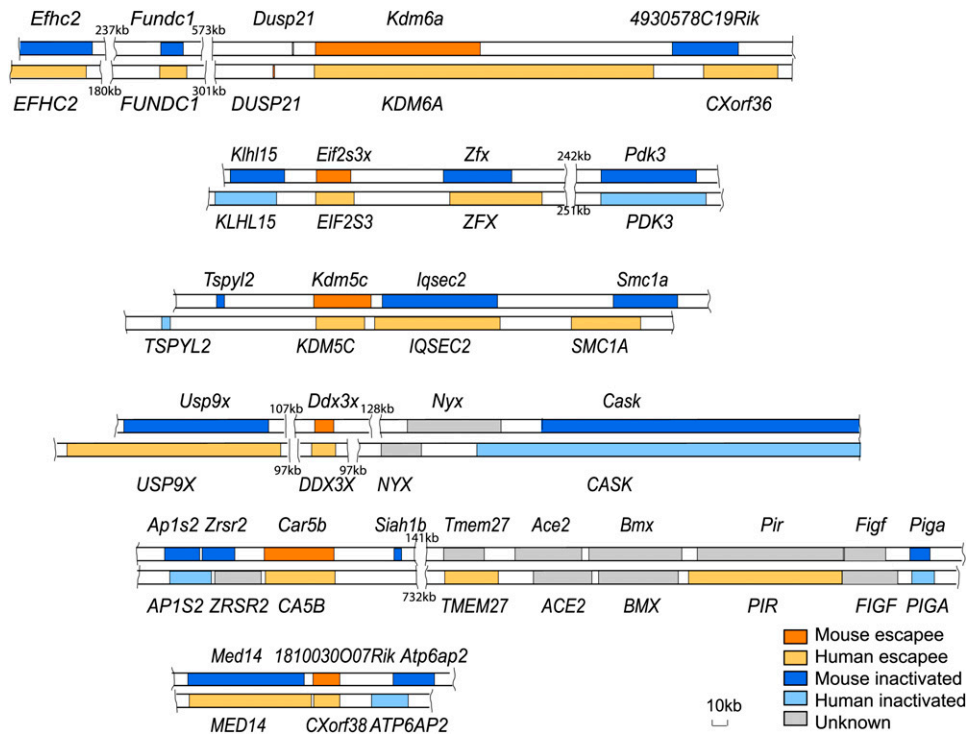 Efhc2 Fundc1 Dusp21 Kdm6a 4930578C19Rik
237kb 573kb
180kb 301kb
EFHC2 FUNDC1 DUSP21 KDM6A CXorf36
Klhl15 Eif2s3x Zfx 242kb Pdk3
251kb
KLHL15 EIF2S3 ZFX PDK3
Tspyl2 Kdm5c Iqsec2 Smc1a
TSPYL2 KDM5C IQSEC2 SMC1A
Usp9x 107kb Ddx3x 128kb Nyx Cask
97kb 97kb
USP9X DDX3X NYX CASK
Ap1s2 Zrsr2 Car5b Siah1b Tmem27 Ace2 Bmx Pir Figf Piga
141kb
732kb
AP1S2 ZRSR2 CA5B TMEM27 ACE2 BMX PIR FIGF PIGA
Med14 1810030O07Rik Atp6ap2
MED14 CXorf38 ATP6AP2
10kb
Mouse escapee
Human escapee
Mouse inactivated
Human inactivated
Unknown